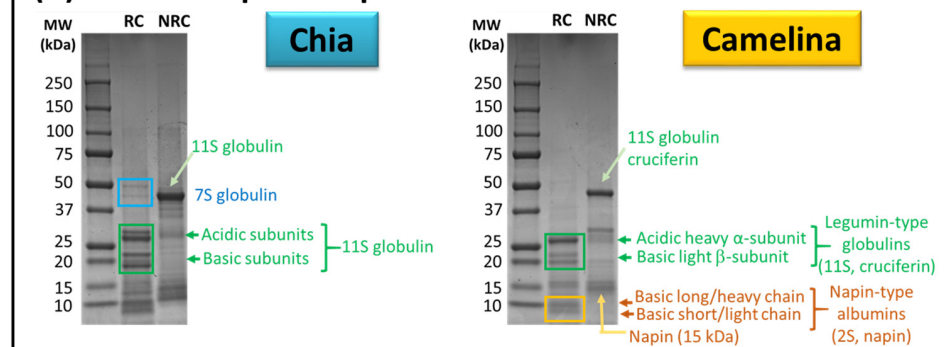 MW
(kDa)
RC NRC
Chia
250
150
100
75
50
37
25
20
15
10
11S globulin
7S globulin
Acidic subunits
Basic subunits
11S globulin
MW
(kDa)
RC NRC
Camelina
250
150
100
75
50
37
25
20
15
10
11S globulin
cruciferin
Acidic heavy α-subunit
Basic light β-subunit
Legumin-type
globulins
(11S, cruciferin)
Basic long/heavy chain
Basic short/light chain
Napin (15 kDa)
Napin-type
albumins
(2S, napin)